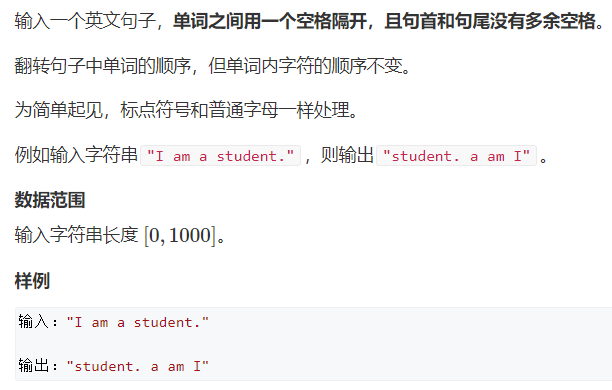 输入一个英文句子，单词之间用一个空格隔开，且句首和句尾没有多余空格。
翻转句子中单词的顺序，但单词内字符的顺序不变。
为简单起见，标点符号和普通字母一样处理。
例如输入字符串"I am a student."，则输出"student. a am I"。
数据范围
输入字符串长度 [0,1000]。
样例
输入："I am a student."
输出："student. a am I"